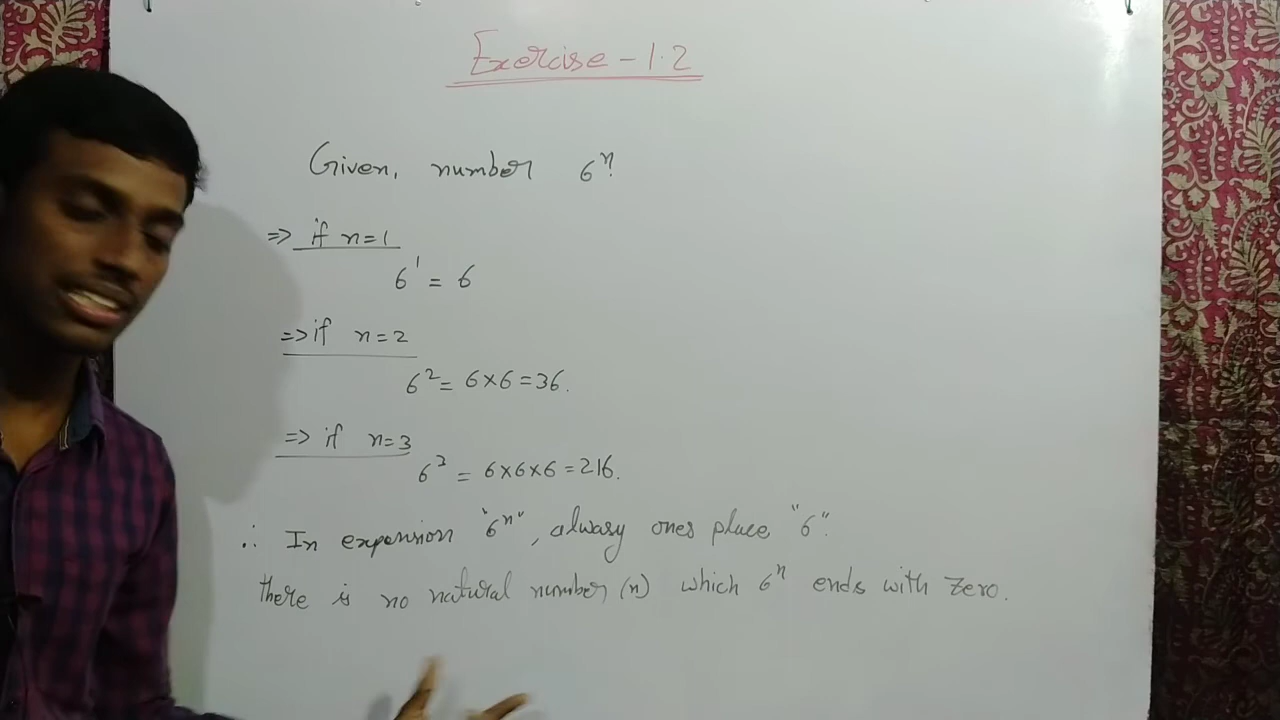 Exercise - 1.2
Given, number 6ⁿ?
⇒ if n=1
6¹ = 6
⇒ if n=2
6² = 6×6 = 36.
⇒ if n=3
6³ = 6×6×6 = 216.
∴ In expension "6ⁿ", alwasy ones place "6".
there is no natural number (n) which 6ⁿ ends with zero.